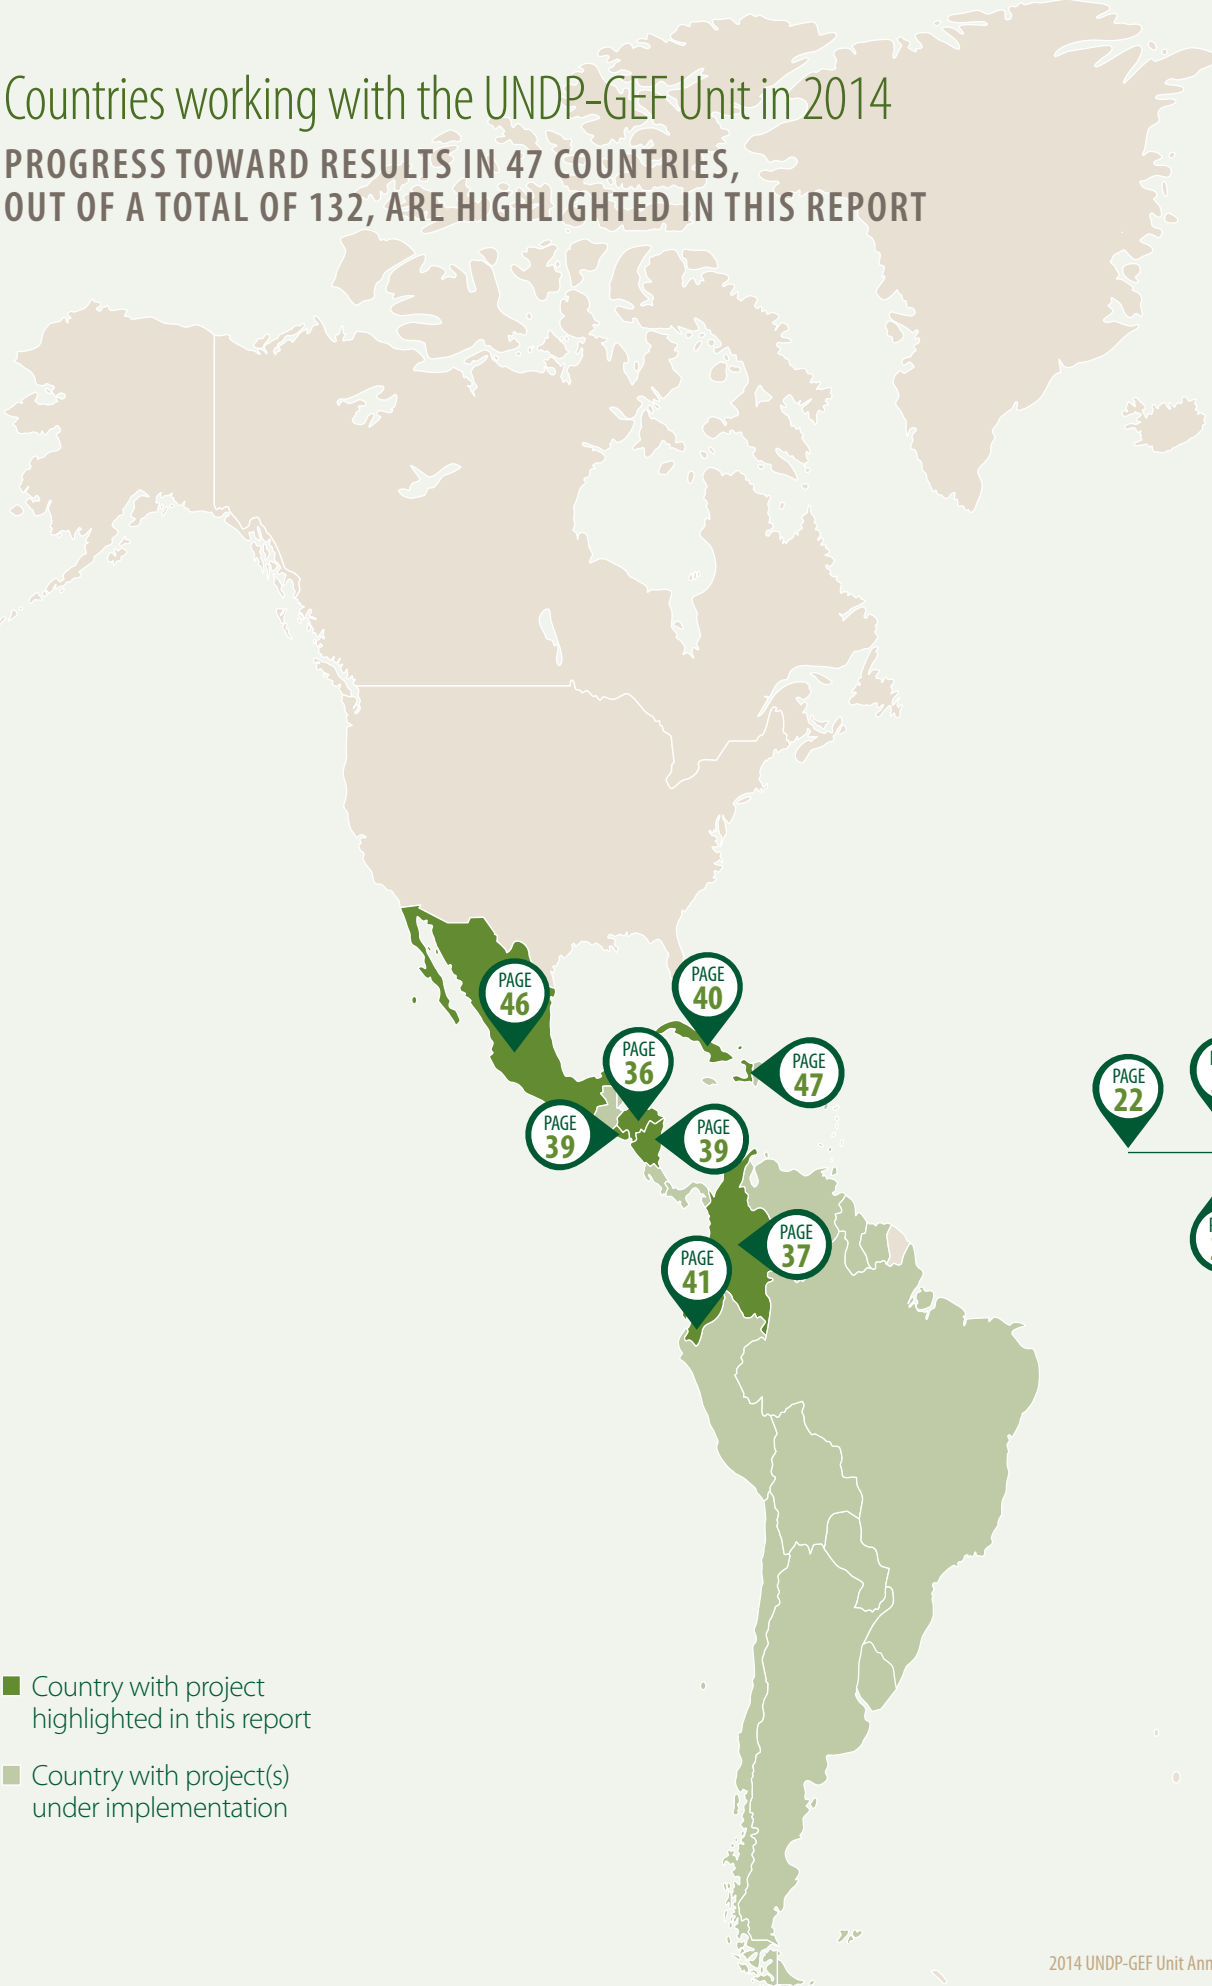 Countries working with the UNDP-GEF Unit in 2014
PROGRESS TOWARD RESULTS IN 47 COUNTRIES,
OUT OF A TOTAL OF 132, ARE HIGHLIGHTED IN THIS REPORT
PAGE
46
PAGE
40
PAGE
36
PAGE
47
PAGE
39
PAGE
39
PAGE
22
PAGE
37
PAGE
41
Country with project
highlighted in this report
Country with project(s)
under implementation
2014 UNDP-GEF Unit Ann